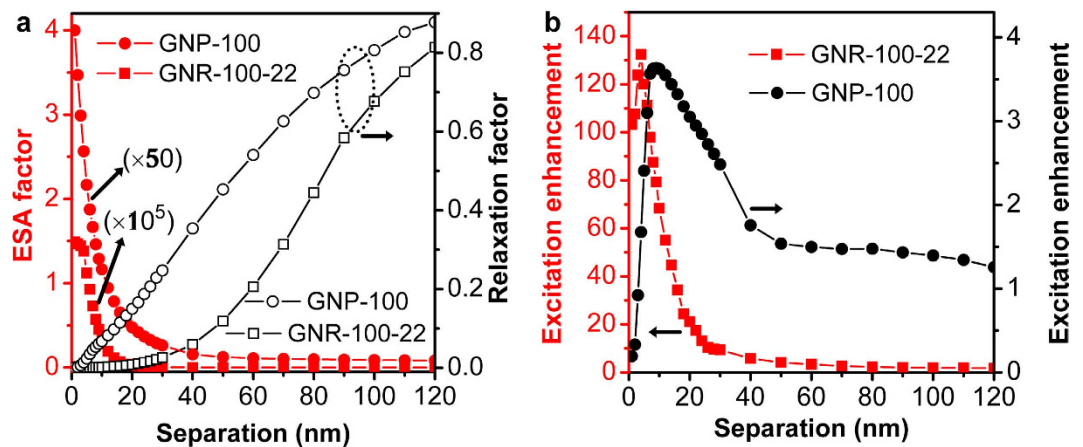 a
GNP-100
GNR-100-22
(×50)
(×10⁵)
GNP-100
GNR-100-22
ESA factor
4
3
2
1
0
Relaxation factor
0.8
0.6
0.4
0.2
0.0
0 20 40 60 80 100 120
Separation (nm)
b
GNR-100-22
GNP-100
Excitation enhancement
140
120
100
80
60
40
20
0
Excitation enhancement
4
3
2
1
0
0 20 40 60 80 100 120
Separation (nm)